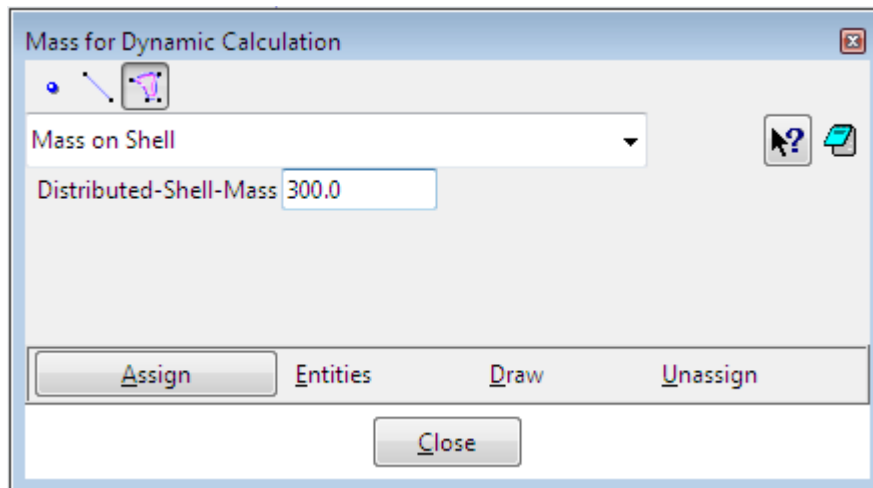 Mass for Dynamic Calculation
Mass on Shell
?
Distributed-Shell-Mass 300.0
Assign Entities Draw Unassign
Close